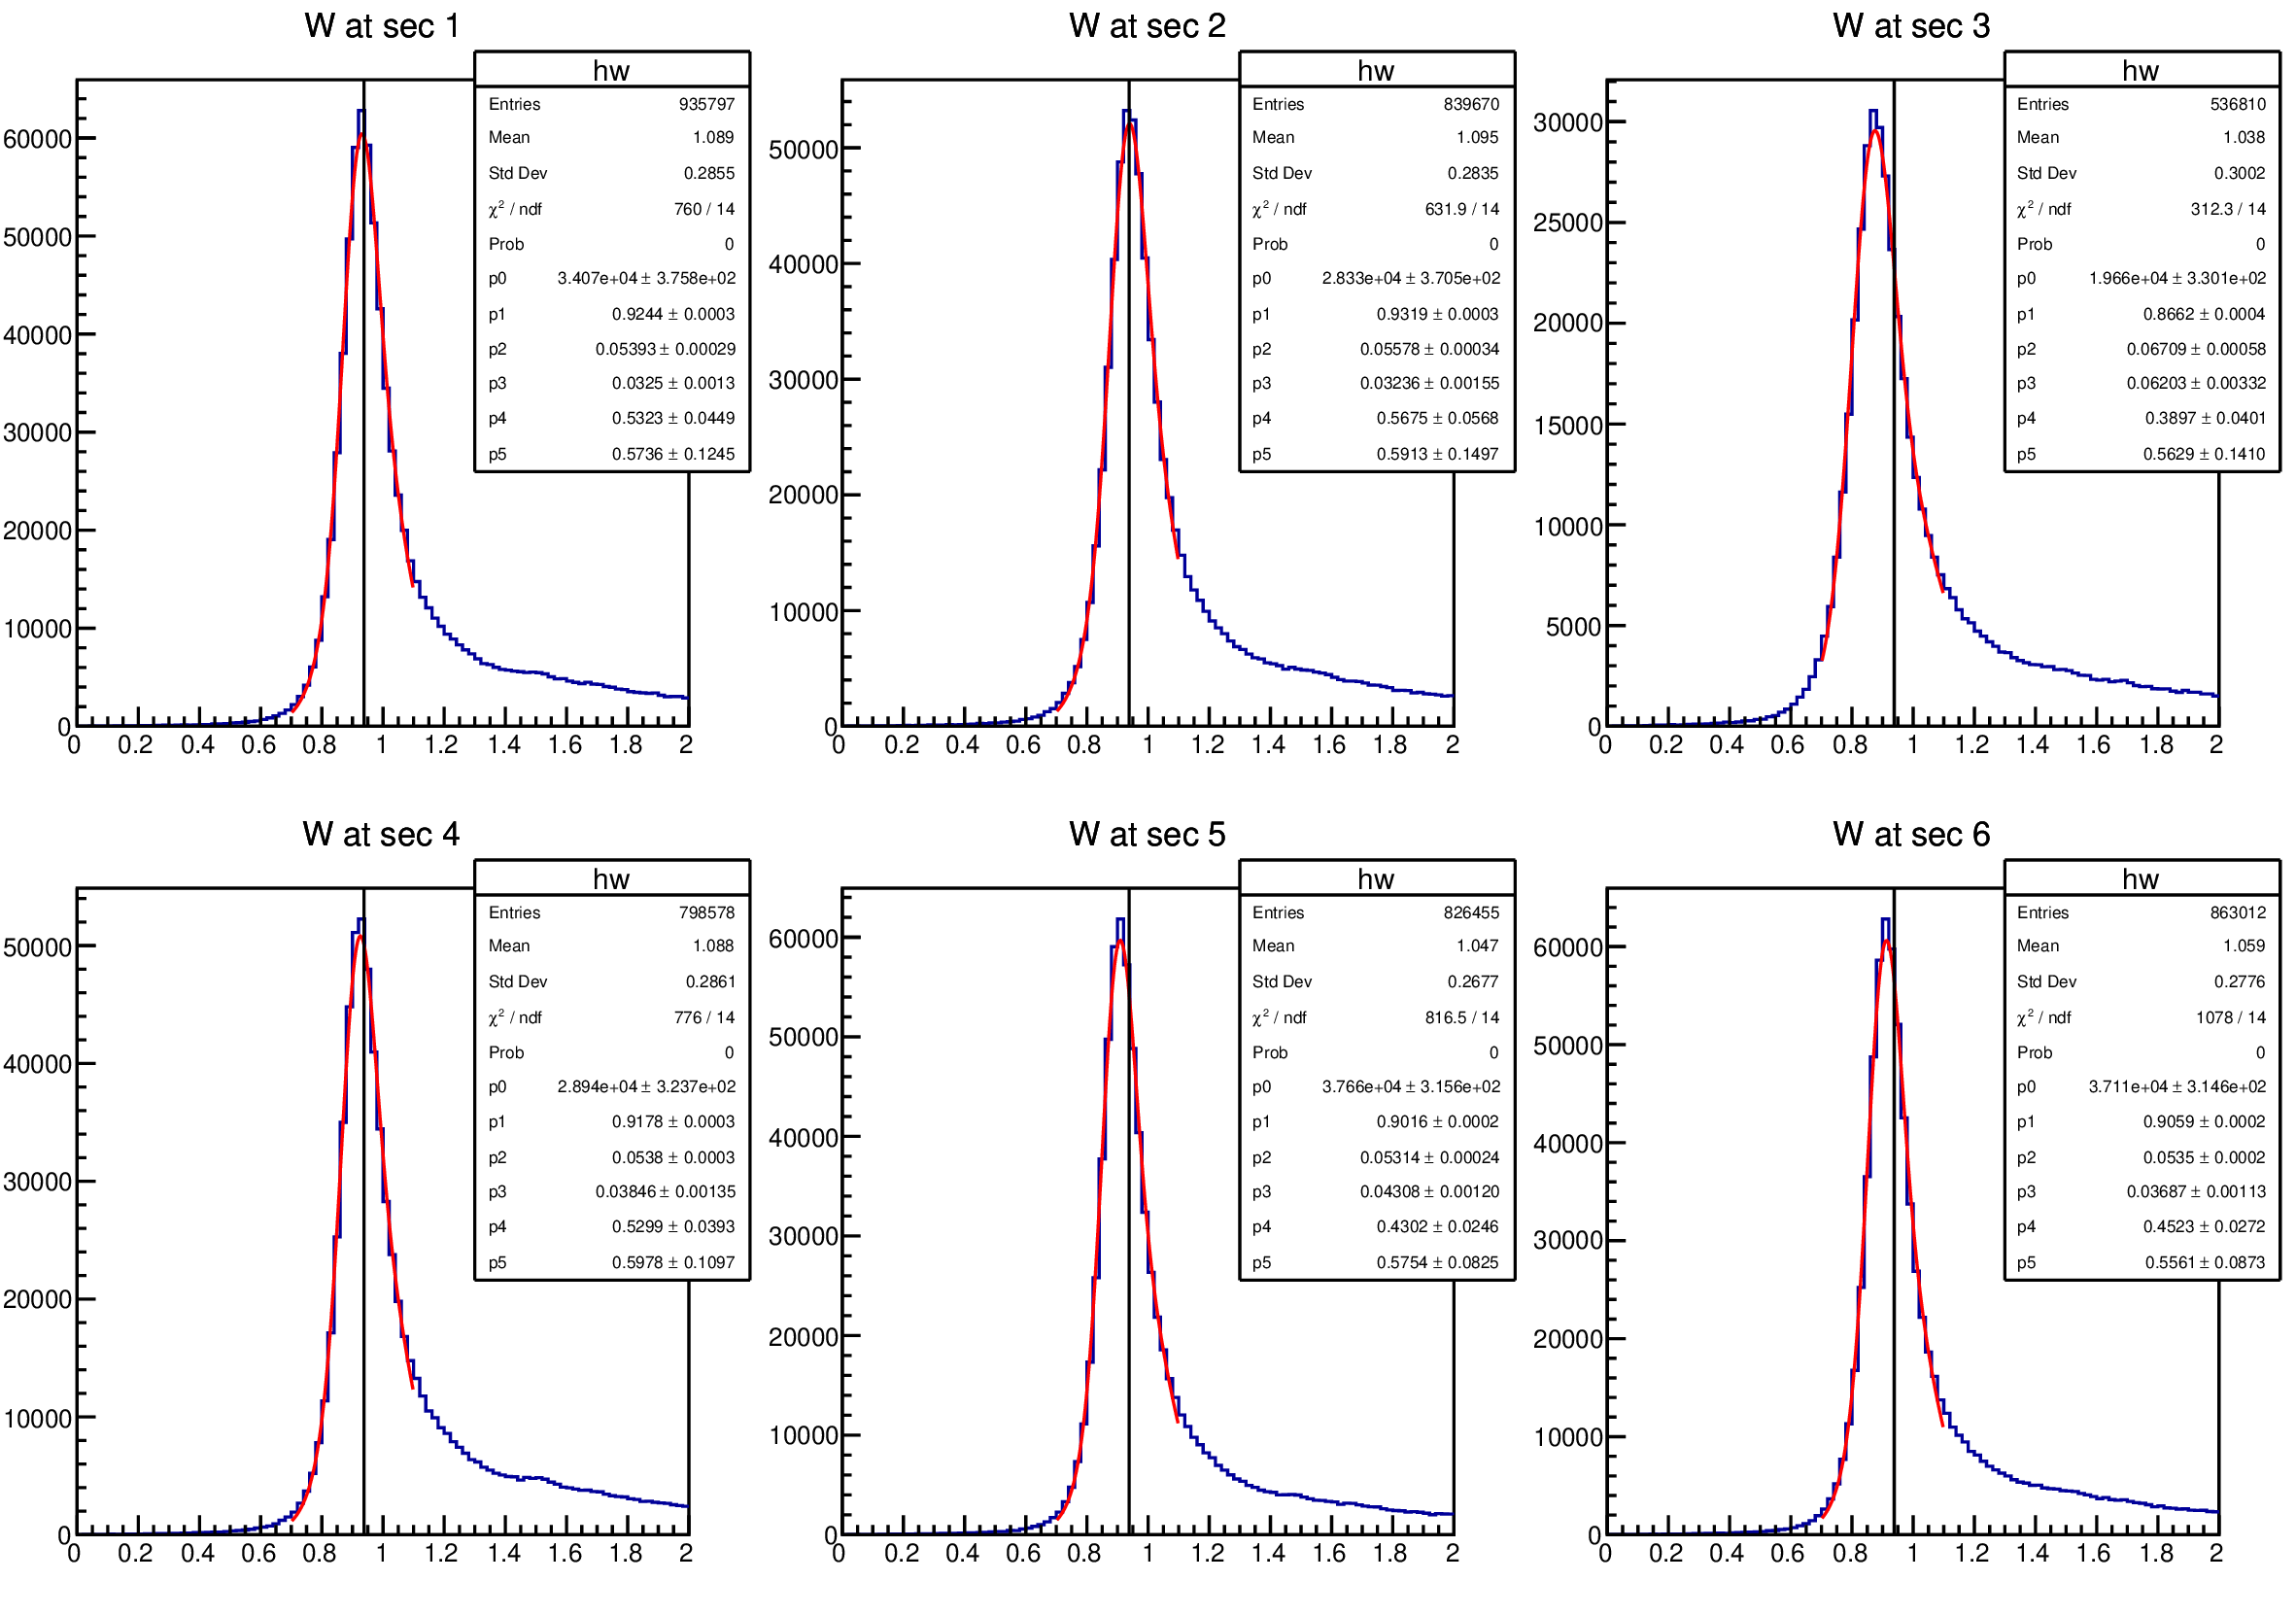 W at sec 1
hw
Entries 935797
Mean 1.089
Std Dev 0.2855
χ² / ndf 760 / 14
Prob 0
p0 3.407e+04 ± 3.758e+02
p1 0.9244 ± 0.0003
p2 0.05393 ± 0.00029
p3 0.0325 ± 0.0013
p4 0.5323 ± 0.0449
p5 0.5736 ± 0.1245
60000
50000
40000
30000
20000
10000
0
0 0.2 0.4 0.6 0.8 1 1.2 1.4 1.6 1.8 2
W at sec 2
hw
Entries 839670
Mean 1.095
Std Dev 0.2835
χ² / ndf 631.9 / 14
Prob 0
p0 2.833e+04 ± 3.705e+02
p1 0.9319 ± 0.0003
p2 0.05578 ± 0.00034
p3 0.03236 ± 0.00155
p4 0.5675 ± 0.0568
p5 0.5913 ± 0.1497
50000
40000
30000
20000
10000
0
0 0.2 0.4 0.6 0.8 1 1.2 1.4 1.6 1.8 2
W at sec 3
hw
Entries 536810
Mean 1.038
Std Dev 0.3002
χ² / ndf 312.3 / 14
Prob 0
p0 1.966e+04 ± 3.301e+02
p1 0.8662 ± 0.0004
p2 0.06709 ± 0.00058
p3 0.06203 ± 0.00332
p4 0.3897 ± 0.0401
p5 0.5629 ± 0.1410
30000
25000
20000
15000
10000
5000
0
0 0.2 0.4 0.6 0.8 1 1.2 1.4 1.6 1.8 2
W at sec 4
hw
Entries 798578
Mean 1.088
Std Dev 0.2861
χ² / ndf 776 / 14
Prob 0
p0 2.894e+04 ± 3.237e+02
p1 0.9178 ± 0.0003
p2 0.0538 ± 0.0003
p3 0.03846 ± 0.00135
p4 0.5299 ± 0.0393
p5 0.5978 ± 0.1097
50000
40000
30000
20000
10000
0
0 0.2 0.4 0.6 0.8 1 1.2 1.4 1.6 1.8 2
W at sec 5
hw
Entries 826455
Mean 1.047
Std Dev 0.2677
χ² / ndf 816.5 / 14
Prob 0
p0 3.766e+04 ± 3.156e+02
p1 0.9016 ± 0.0002
p2 0.05314 ± 0.00024
p3 0.04308 ± 0.00120
p4 0.4302 ± 0.0246
p5 0.5754 ± 0.0825
60000
50000
40000
30000
20000
10000
0
0 0.2 0.4 0.6 0.8 1 1.2 1.4 1.6 1.8 2
W at sec 6
hw
Entries 863012
Mean 1.059
Std Dev 0.2776
χ² / ndf 1078 / 14
Prob 0
p0 3.711e+04 ± 3.146e+02
p1 0.9059 ± 0.0002
p2 0.0535 ± 0.0002
p3 0.03687 ± 0.00113
p4 0.4523 ± 0.0272
p5 0.5561 ± 0.0873
60000
50000
40000
30000
20000
10000
0
0 0.2 0.4 0.6 0.8 1 1.2 1.4 1.6 1.8 2